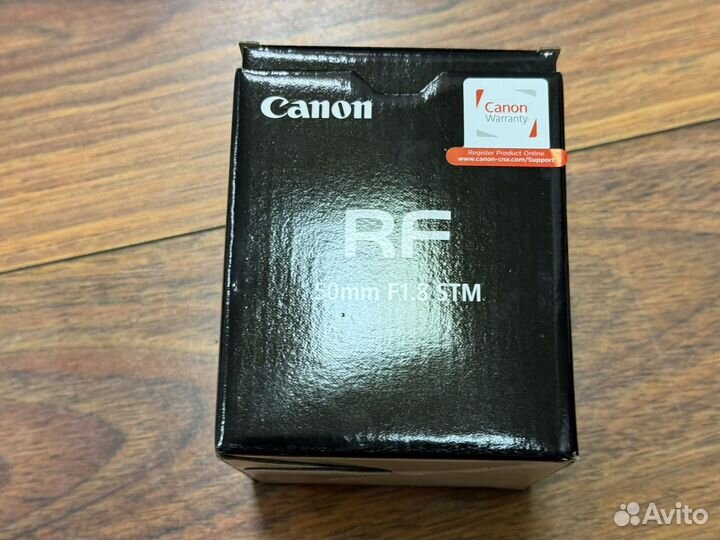 Canon
Canon
Warranty
Register Product Online
www.canon-cna.com/Support
RF
50mm F1.8 STM
Avito